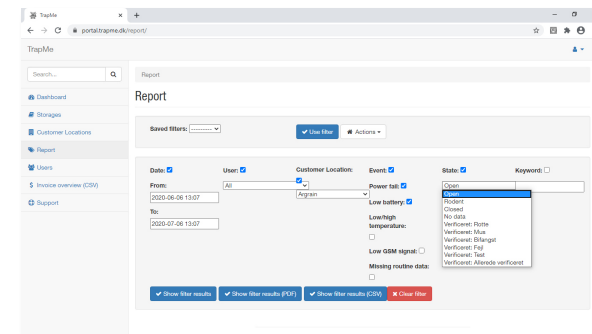 TrapMe
portal.trapme.dk/report/
TrapMe
Search...
Report
Dashboard
Storages
Customer Locations
Report
Users
Invoice overview (CSV)
Support
Report
Saved filters: ----------
Use filter
Actions
Date:
User:
Customer Location:
Event:
State:
Keyword:
From:
2020-06-06 13:07
To:
2020-07-06 13:07
All
Argrain
Power fail:
Low battery:
Low/high
temperature:
Low GSM signal:
Missing routine data:
Open
Open
Rodent
Closed
No data
Verificeret: Rotte
Verificeret: Mus
Verificeret: Bifangst
Verificeret: Fejl
Verificeret: Test
Verificeret: Allerede verificeret
Show filter results
Show filter results (PDF)
Show filter results (CSV)
Clear filter